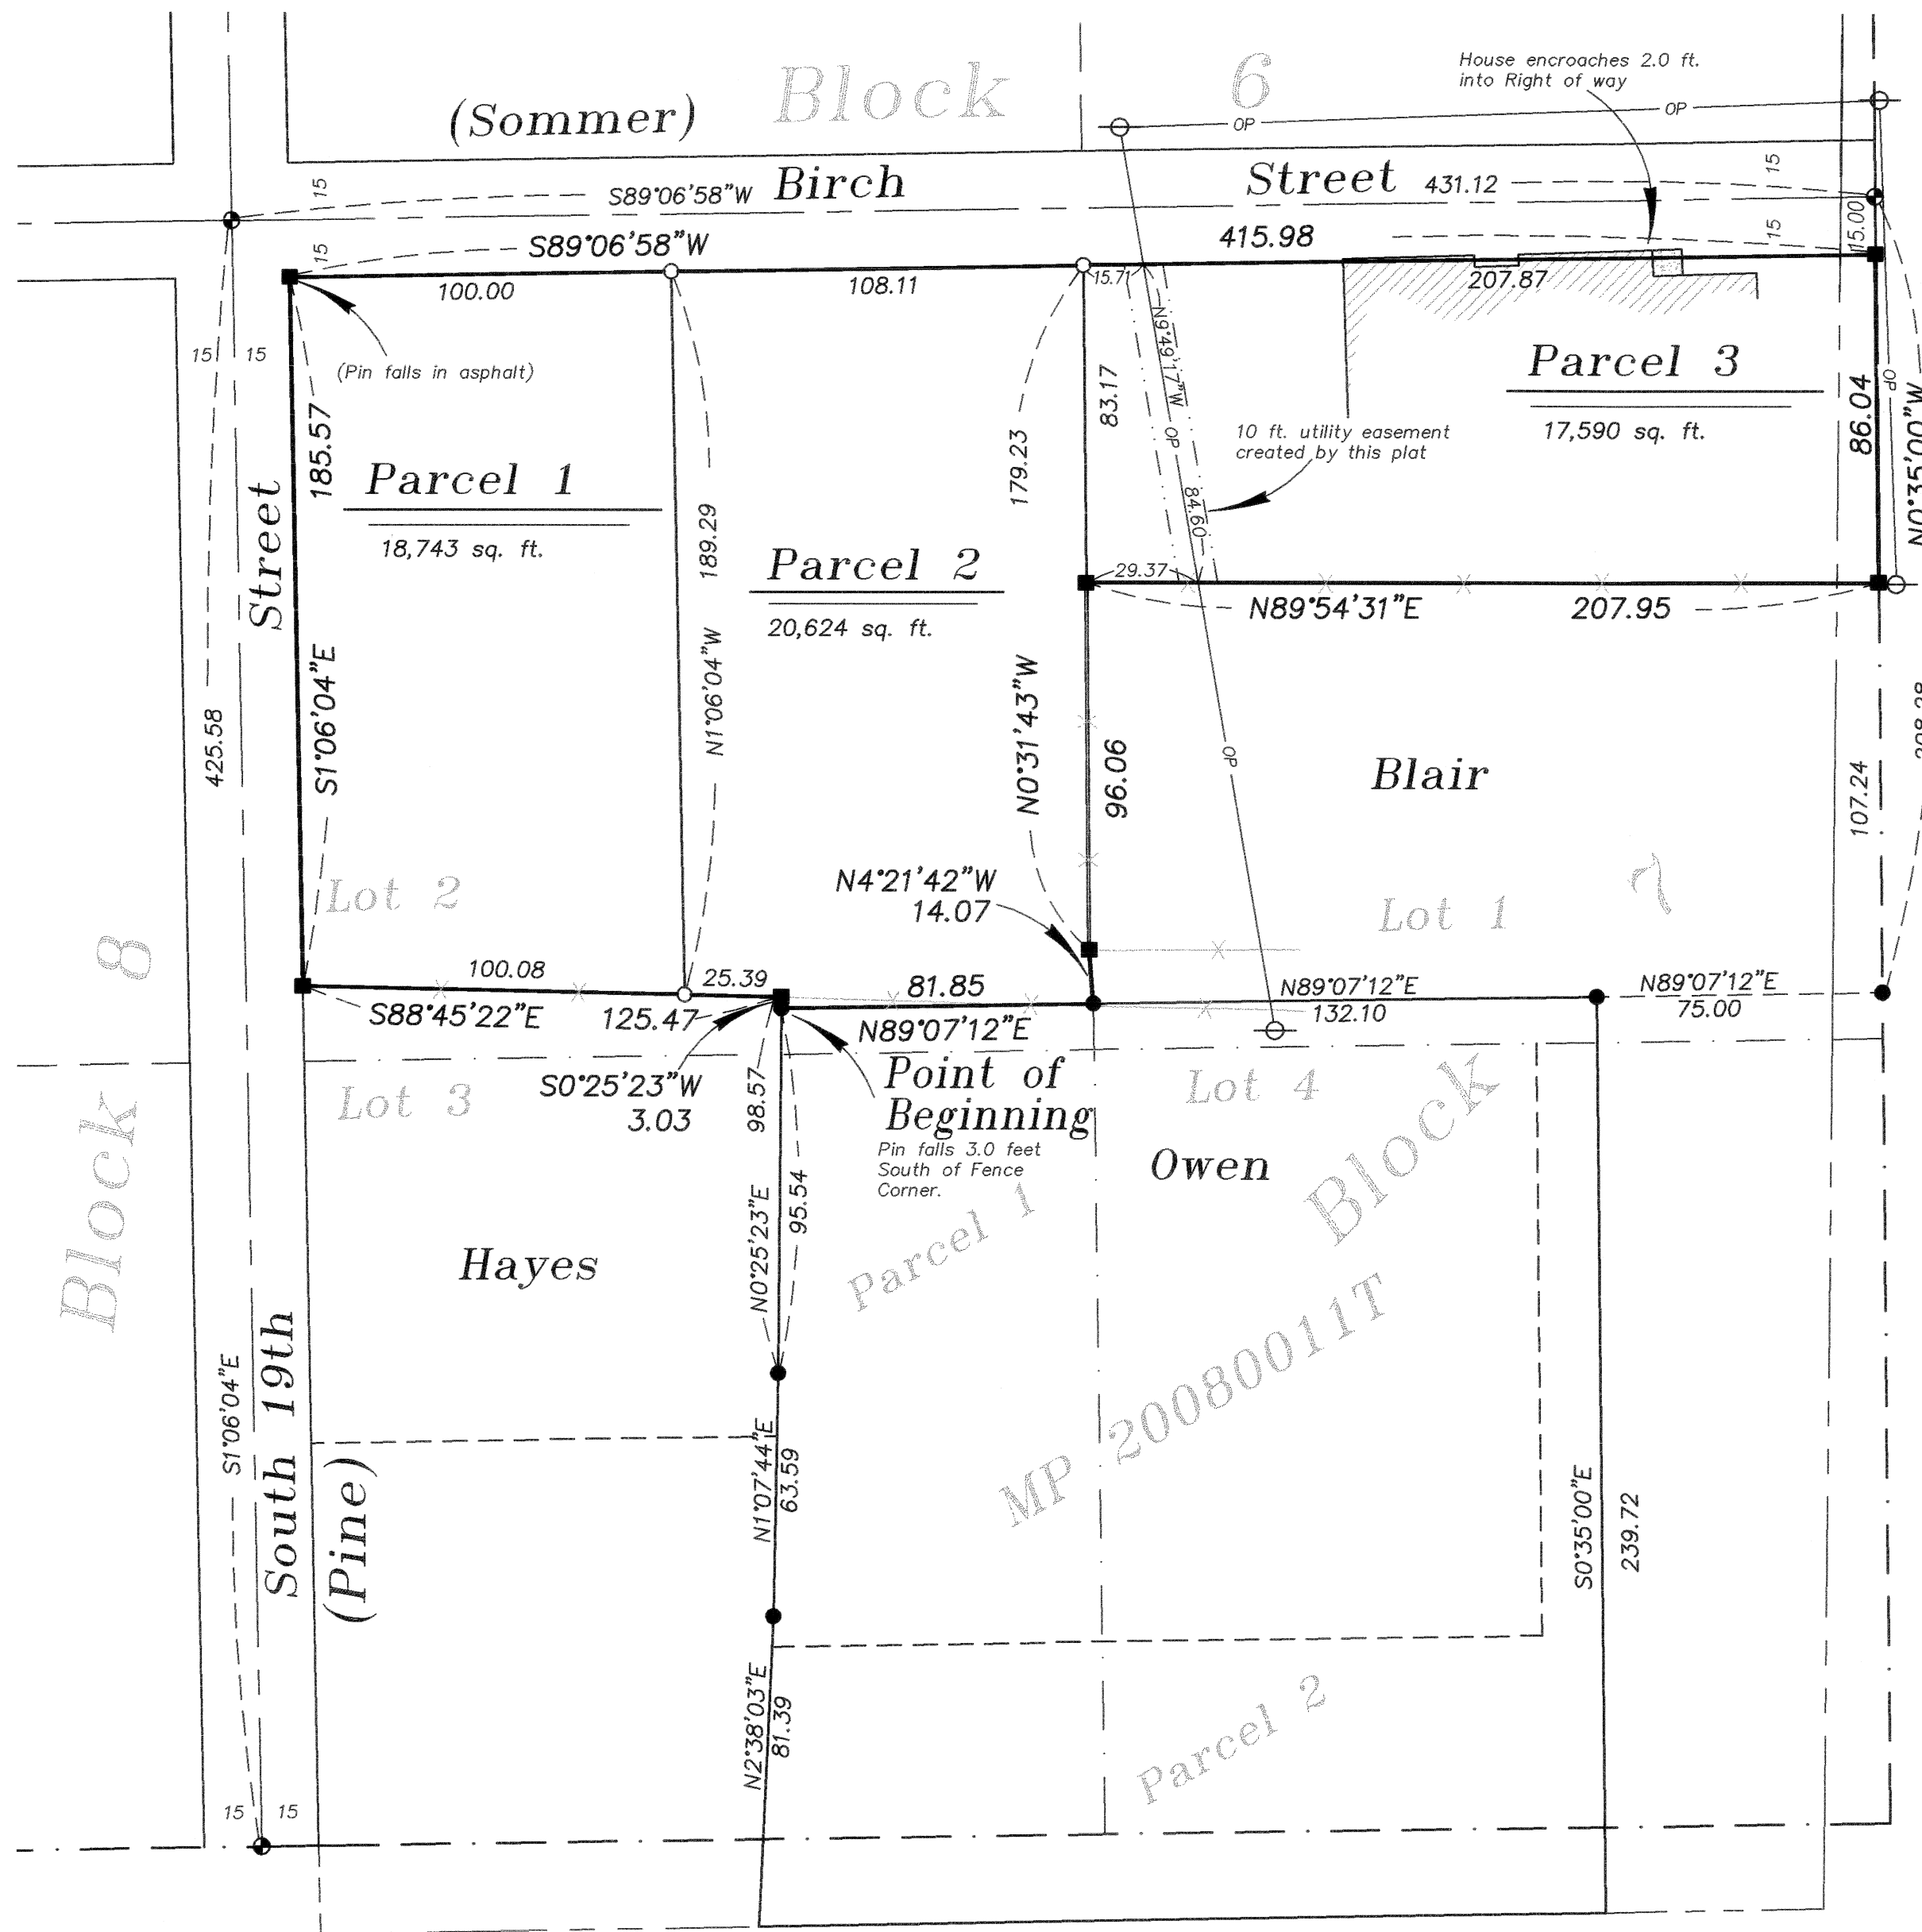 Block 6
House encroaches 2.0 ft.
into Right of way
(Sommer)
OP
OP
15
15
S89°06'58"W
Birch Street
431.12
15.00
15
15
S89°06'58"W
415.98
100.00
108.11
15.71
207.87
15
15
(Pin falls in asphalt)
185.57
83.17
N9°49'17"W
OP
Parcel 3
17,590 sq. ft.
86.04
OP
N0°35'00"W
10 ft. utility easement
created by this plat
84.60
179.23
Parcel 1
18,743 sq. ft.
189.29
Parcel 2
20,624 sq. ft.
29.37
N89°54'31"E
207.95
Street
425.58
S1°06'04"E
N1°06'04"W
N0°31'43"W
96.06
OP
Blair
107.24
208.28
N4°21'42"W
14.07
Lot 2
Lot 1
7
Block 8
100.08
25.39
81.85
N89°07'12"E
132.10
N89°07'12"E
75.00
S88°45'22"E
125.47
N89°07'12"E
S0°25'23"W
3.03
Point of
Beginning
Pin falls 3.0 feet
South of Fence
Corner.
Lot 3
Lot 4
98.57
95.54
N0°25'23"E
Owen
Block
Hayes
Parcel 1
MP 20080011T
South 19th
(Pine)
S1°06'04"E
N1°07'44"E
63.59
S0°35'00"E
239.72
N2°38'03"E
81.39
Parcel 2
15
15